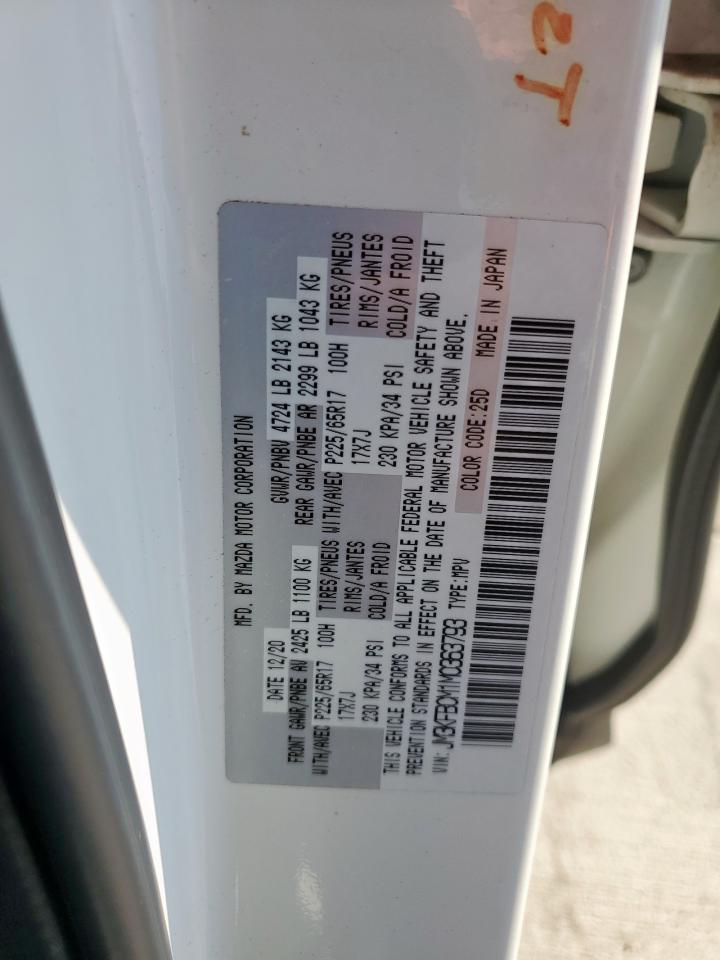 MFD. BY MAZDA MOTOR CORPORATION
DATE 12/20 GVWR/PNBV 4724 LB 2143 KG
FRONT GAWR/PNBE AV 2425 LB 1100 KG REAR GAWR/PNBE AR 2299 LB 1043 KG
WITH/AVEC P225/65R17 100H TIRES/PNEUS WITH/AVEC P225/65R17 100H TIRES/PNEUS
17X7J RIMS/JANTES 17X7J RIMS/JANTES
230 KPA/34 PSI COLD/A FROID 230 KPA/34 PSI COLD/A FROID
THIS VEHICLE CONFORMS TO ALL APPLICABLE FEDERAL MOTOR VEHICLE SAFETY AND THEFT
PREVENTION STANDARDS IN EFFECT ON THE DATE OF MANUFACTURE SHOWN ABOVE.
VIN: JM3KFBCM1M0363793 TYPE:MPV COLOR CODE:25D MADE IN JAPAN